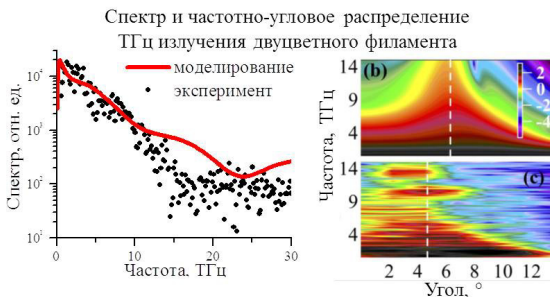 Спектр и частотно-угловое распределение
ТГц излучения двуцветного филамента
моделирование
эксперимент
Спектр, отн. ед.
0 10 20 30
Частота, ТГц
(b)
14
9
4
2
0
-2
-4
Частота, ТГц
(c)
14
9
4
2 4 6 8 10 12
Угол, °